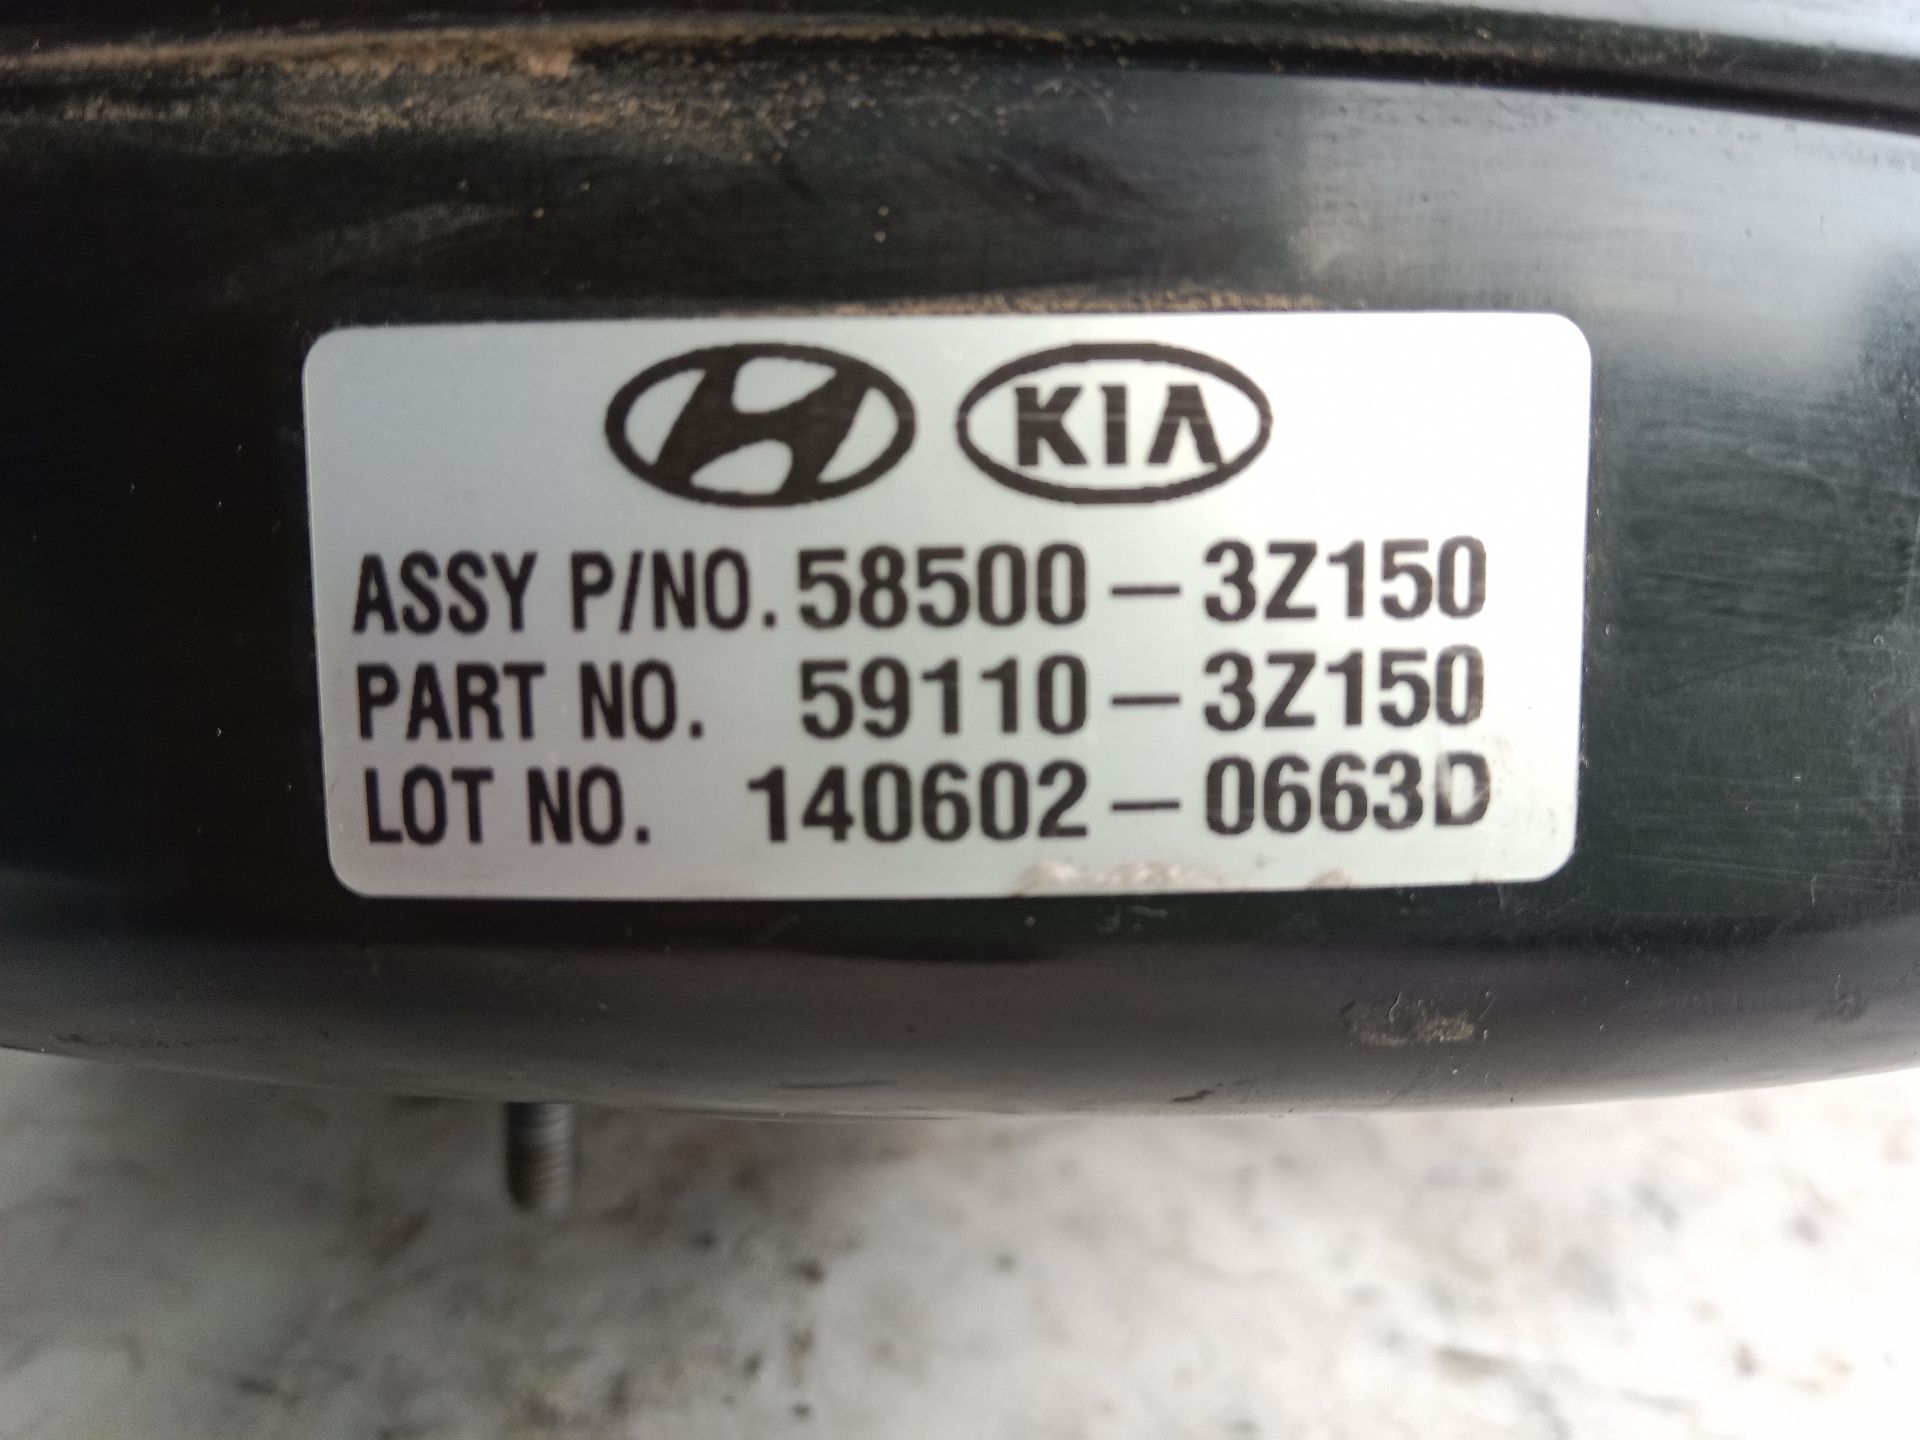 KIA
ASSY P/NO. 58500-3Z150
PART NO. 59110-3Z150
LOT NO. 140602-0663D